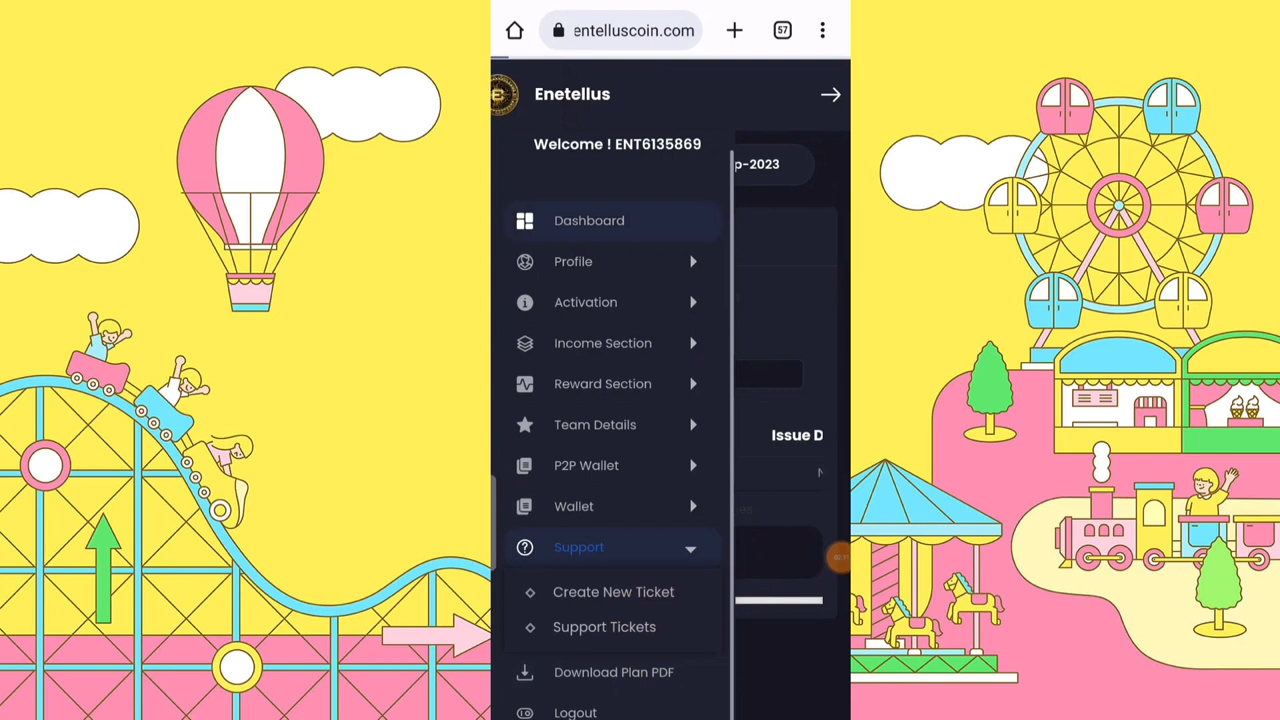 entelluscoin.com
57
Enetellus
Welcome ! ENT6135869
p-2023
Dashboard
Profile
Activation
Income Section
Reward Section
Issue D
Team Details
P2P Wallet
Wallet
Support
Create New Ticket
Support Tickets
Download Plan PDF
Logout